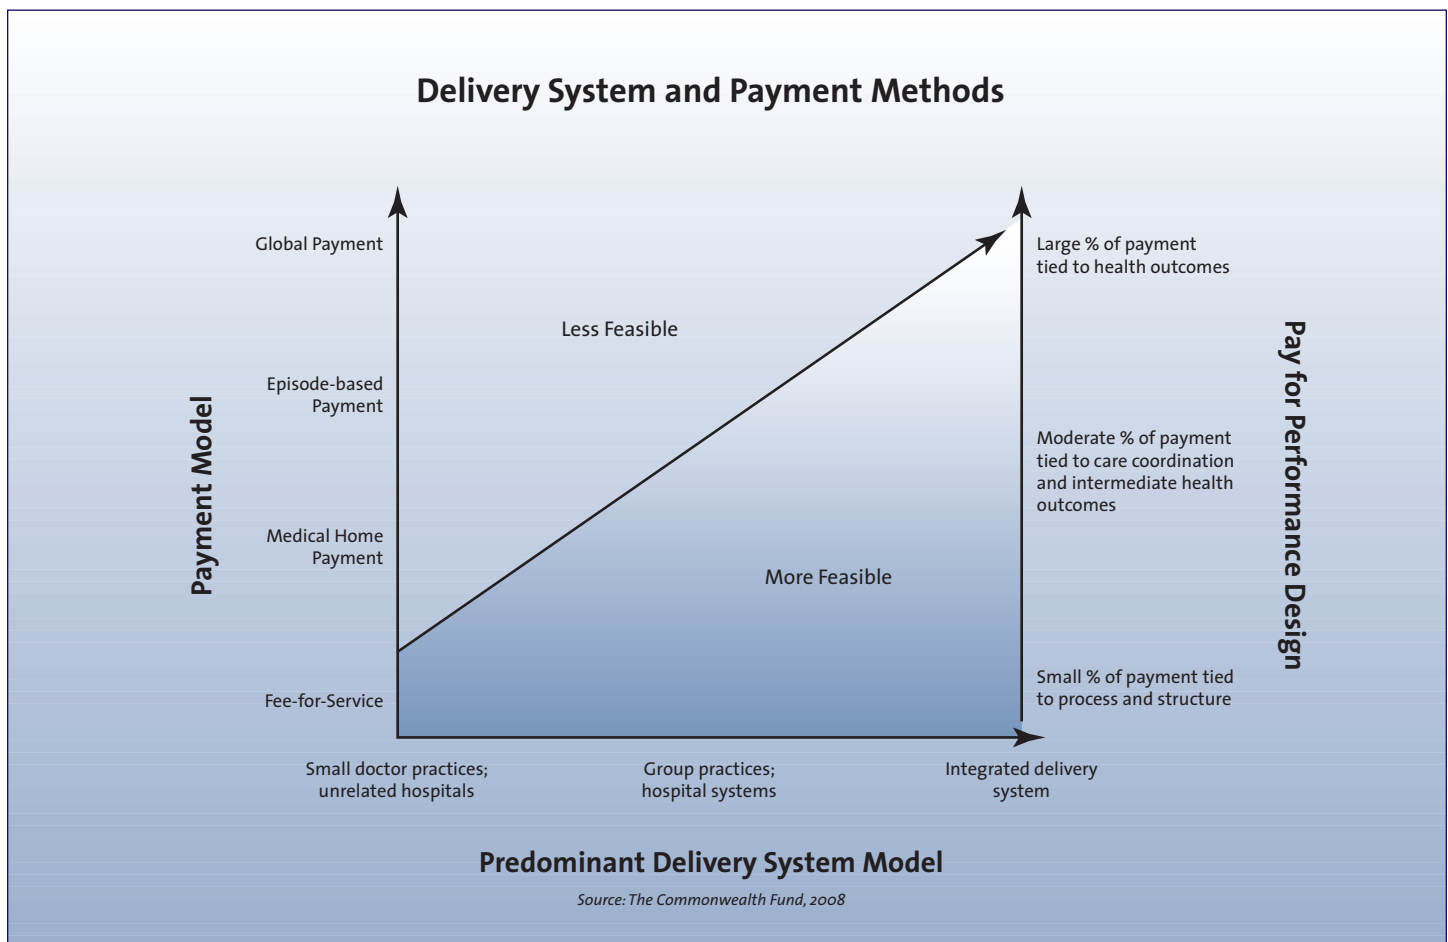 Delivery System and Payment Methods
Payment Model
Global Payment
Episode-based
Payment
Medical Home
Payment
Fee-for-Service
Less Feasible
More Feasible
Large % of payment
tied to health outcomes
Moderate % of payment
tied to care coordination
and intermediate health
outcomes
Small % of payment tied
to process and structure
Pay for Performance Design
Small doctor practices;
unrelated hospitals
Group practices;
hospital systems
Integrated delivery
system
Predominant Delivery System Model
Source: The Commonwealth Fund, 2008